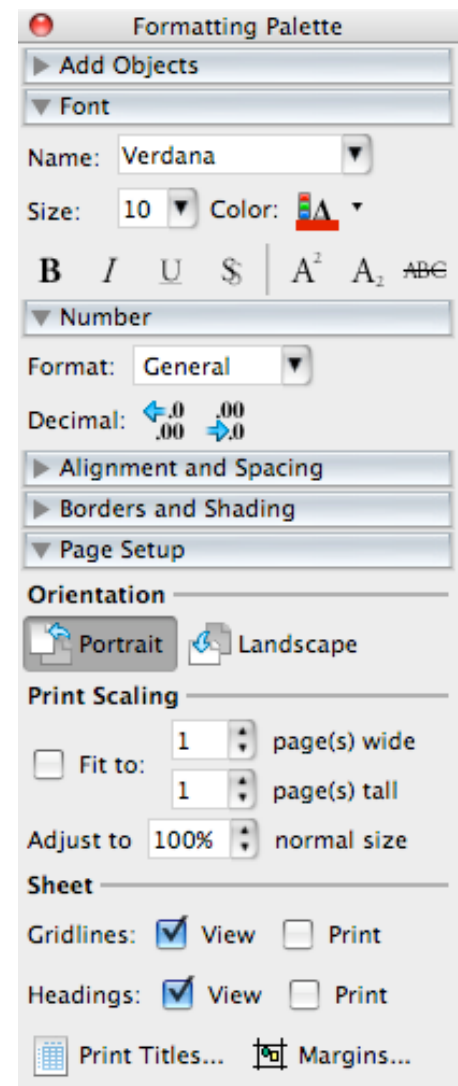 Formatting Palette
Add Objects
Font
Name: Verdana
Size: 10 Color: A
B I U S A2 A2 ABC
Number
Format: General
Decimal: .0 .00 .00 .0
Alignment and Spacing
Borders and Shading
Page Setup
Orientation
Portrait Landscape
Print Scaling
Fit to: 1 page(s) wide
1 page(s) tall
Adjust to 100% normal size
Sheet
Gridlines: View Print
Headings: View Print
Print Titles... Margins...